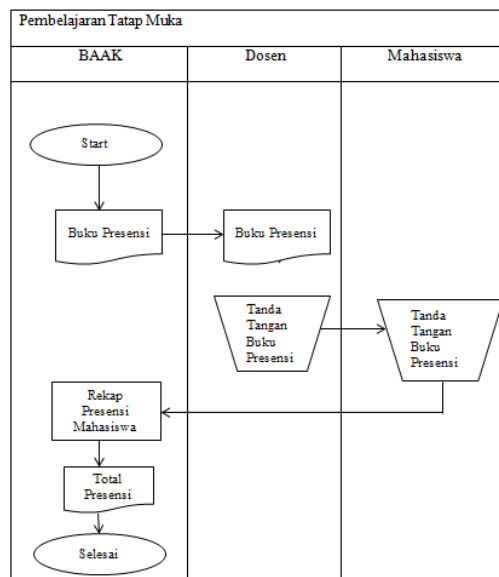 Pembelajaran Tatap Muka
BAAK
Dosen
Mahasiswa
Start
Buku Presensi
Buku Presensi
Tanda
Tangan
Buku
Presensi
Tanda
Tangan
Buku
Presensi
Rekap
Presensi
Mahasiswa
Total
Presensi
Selesai